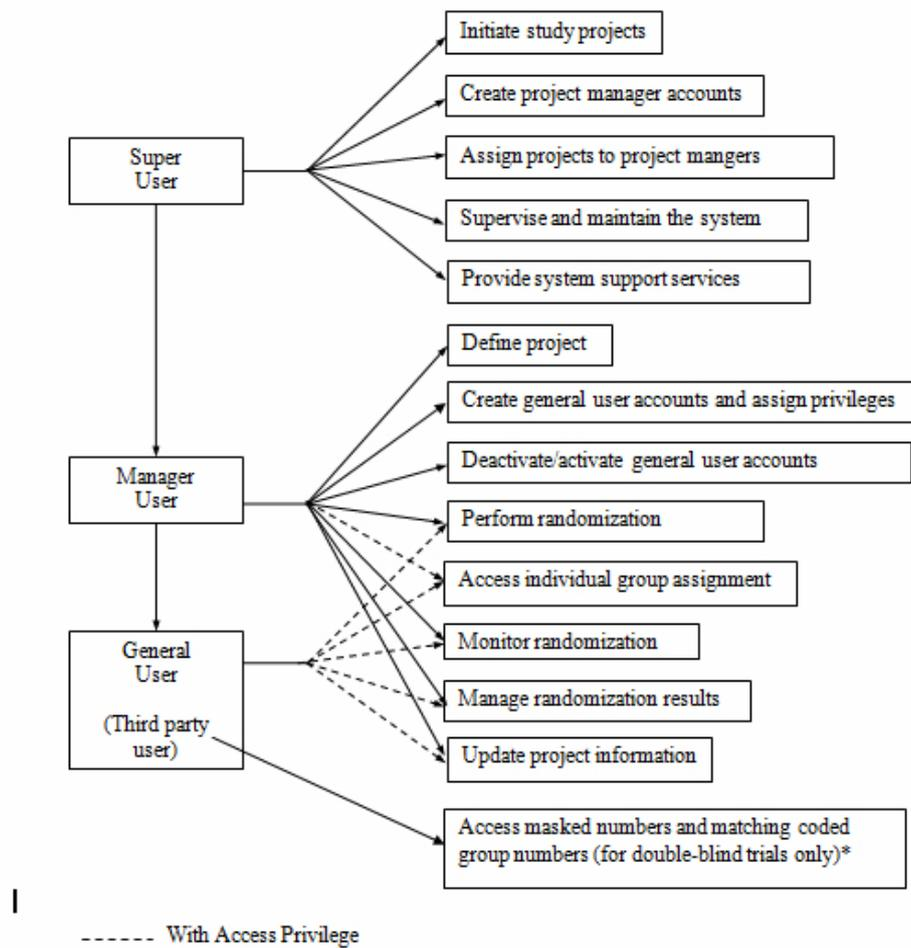 Initiate study projects
Create project manager accounts
Super
User
Assign projects to project mangers
Supervise and maintain the system
Provide system support services
Define project
Create general user accounts and assign privileges
Manager
User
Deactivate/activate general user accounts
Perform randomization
Access individual group assignment
General
User
(Third party
user)
Monitor randomization
Manage randomization results
Update project information
Access masked numbers and matching coded
group numbers (for double-blind trials only)*
------ With Access Privilege